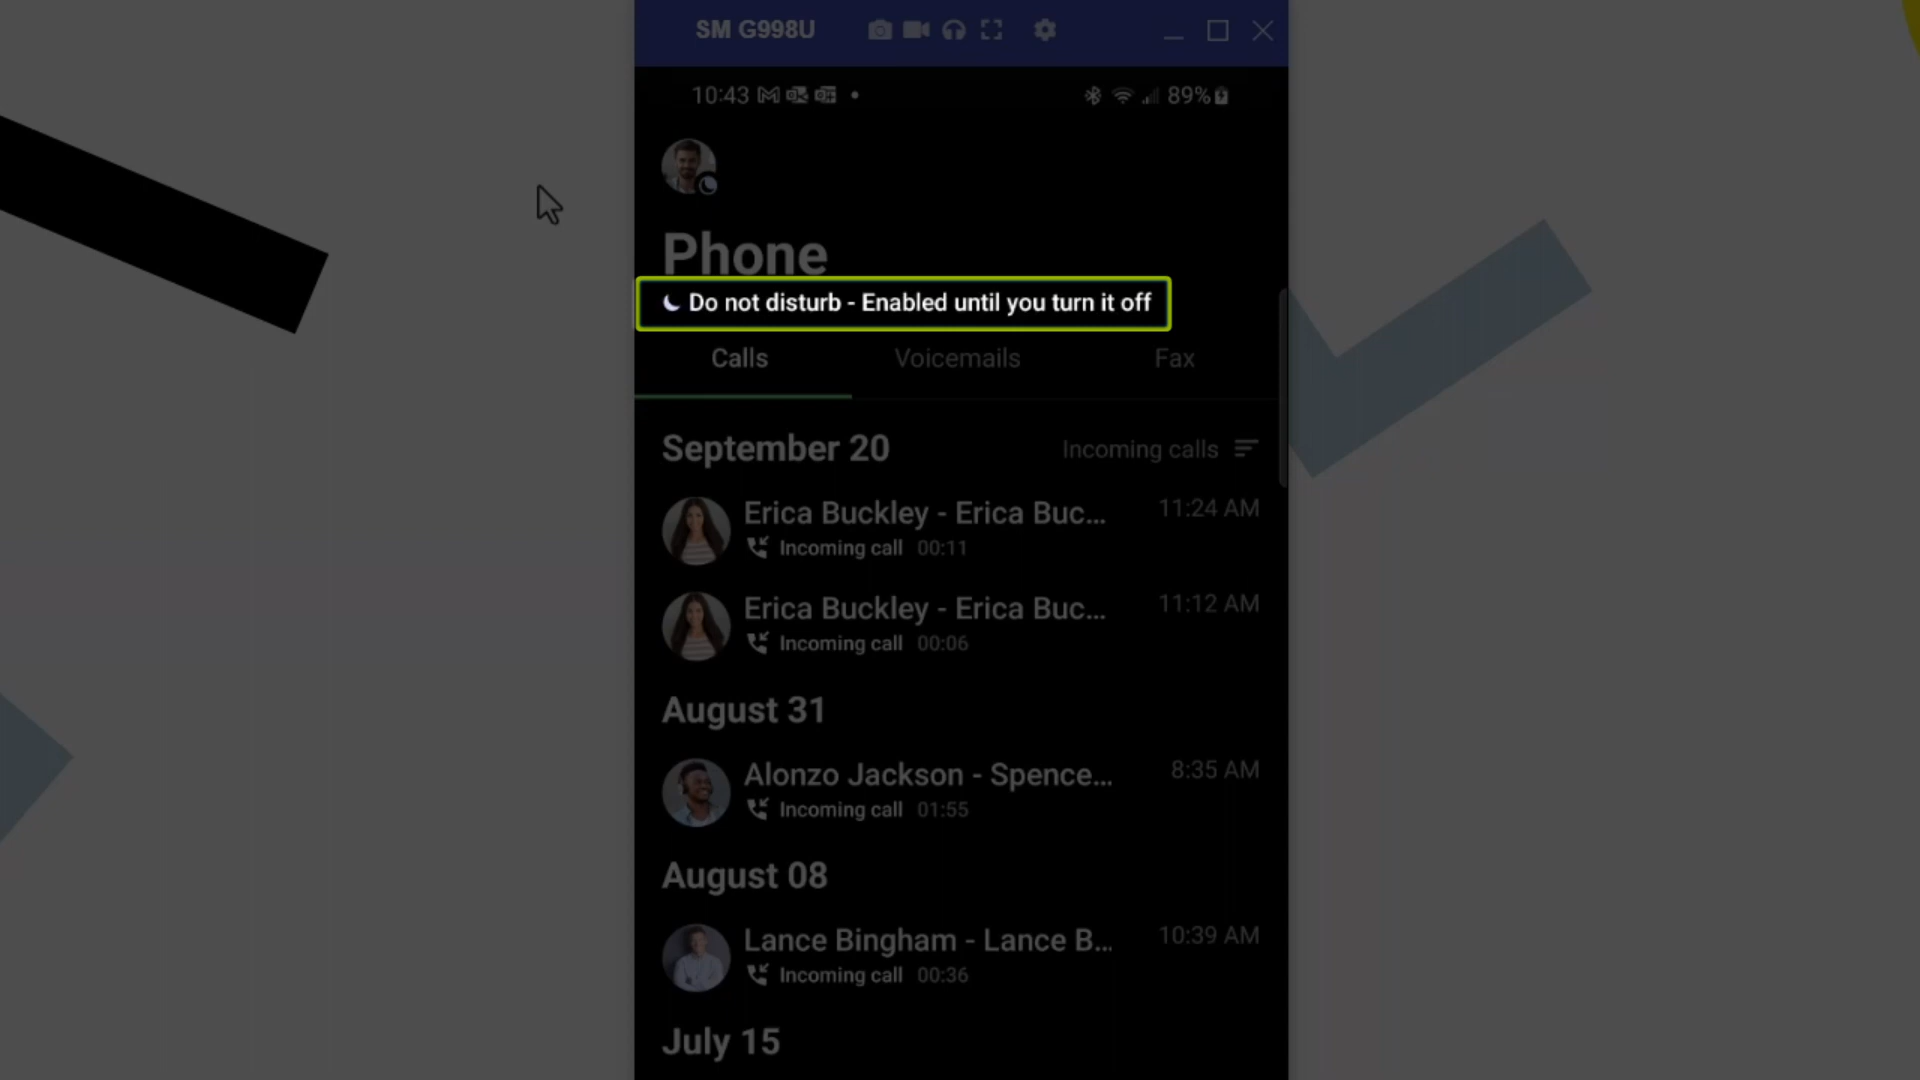 SM G998U
10:43
89%
Phone
Do not disturb - Enabled until you turn it off
Calls
Voicemails
Fax
September 20
Incoming calls
Erica Buckley - Erica Buc...
11:24 AM
Incoming call 00:11
Erica Buckley - Erica Buc...
11:12 AM
Incoming call 00:06
August 31
Alonzo Jackson - Spence...
8:35 AM
Incoming call 01:55
August 08
Lance Bingham - Lance B...
10:39 AM
Incoming call 00:36
July 15